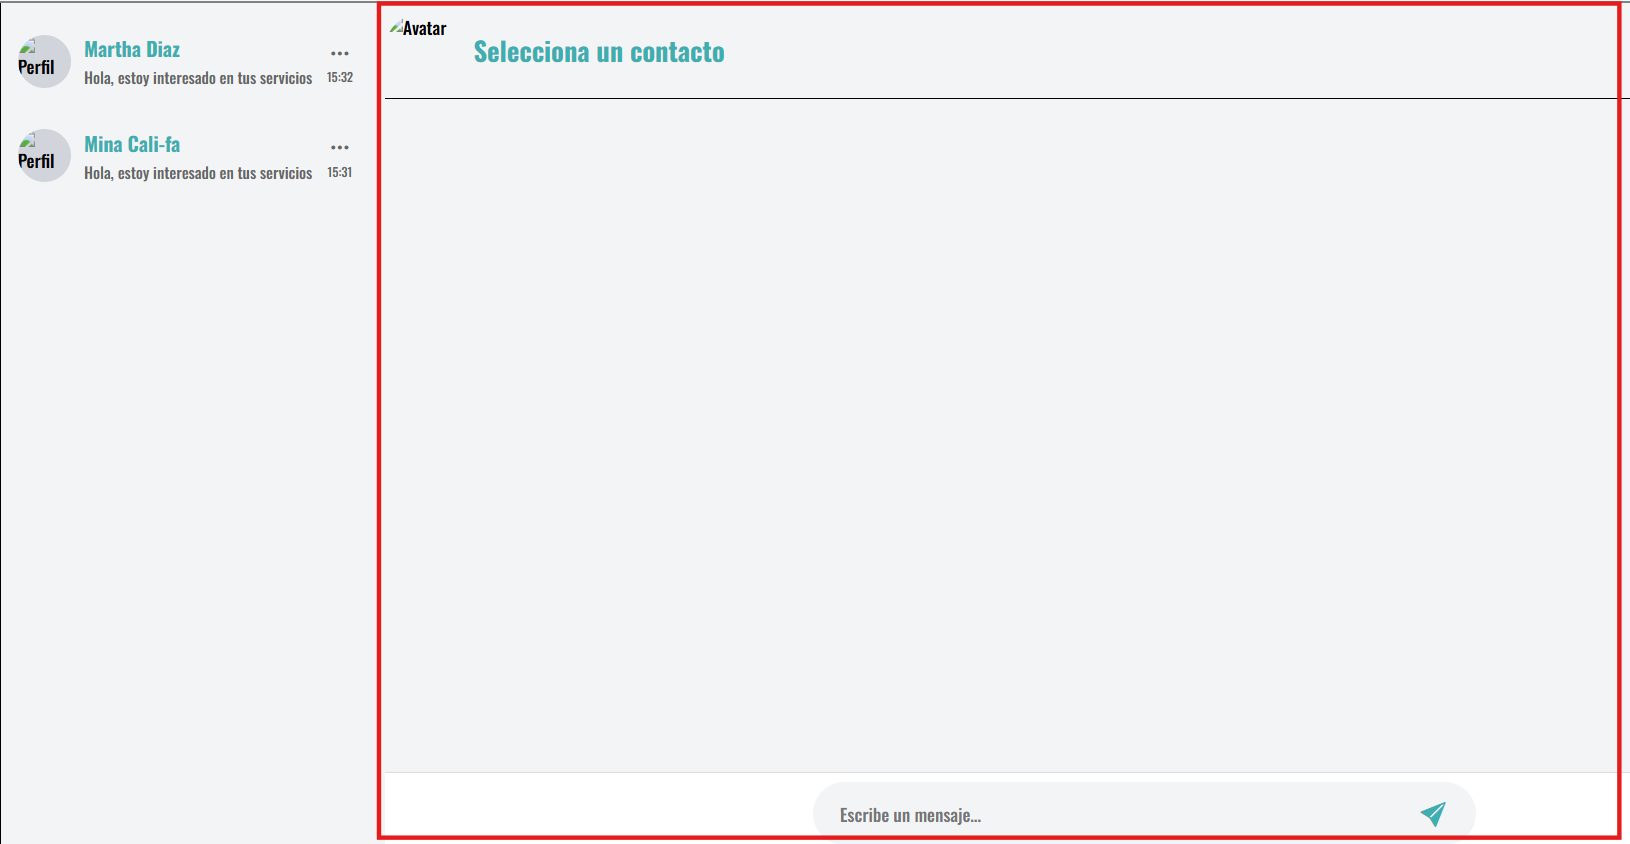 Perfil
Martha Diaz
...
Hola, estoy interesado en tus servicios
15:32
Perfil
Mina Cali-fa
...
Hola, estoy interesado en tus servicios
15:31
Avatar
Selecciona un contacto
Escribe un mensaje...